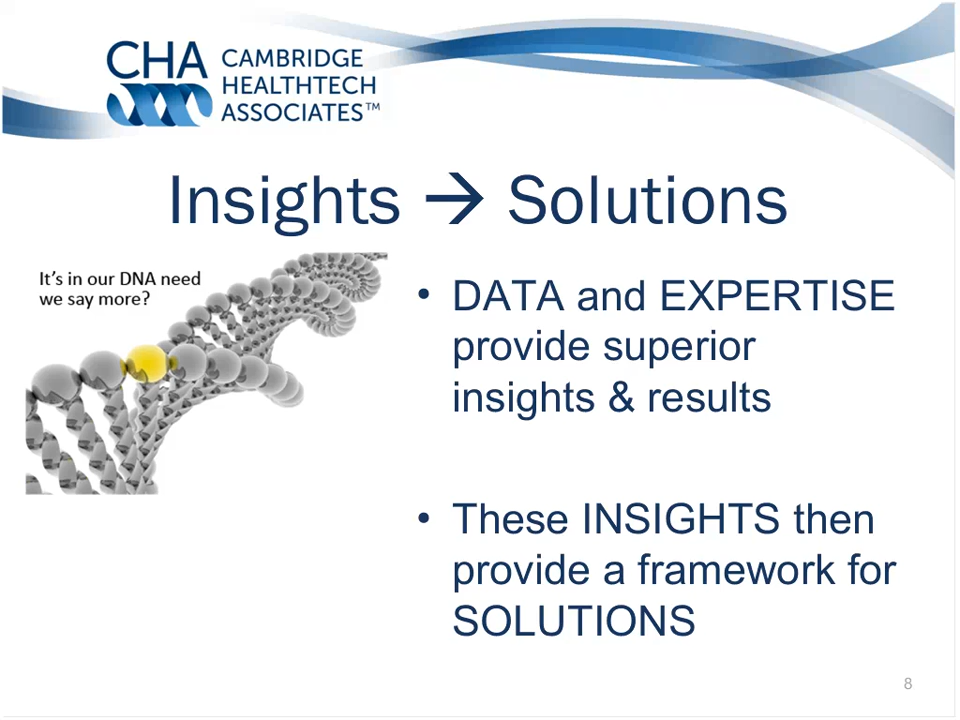 CHA
CAMBRIDGE
HEALTHTECH
ASSOCIATES™
Insights → Solutions
It's in our DNA need
we say more?
• DATA and EXPERTISE
provide superior
insights & results
• These INSIGHTS then
provide a framework for
SOLUTIONS
8